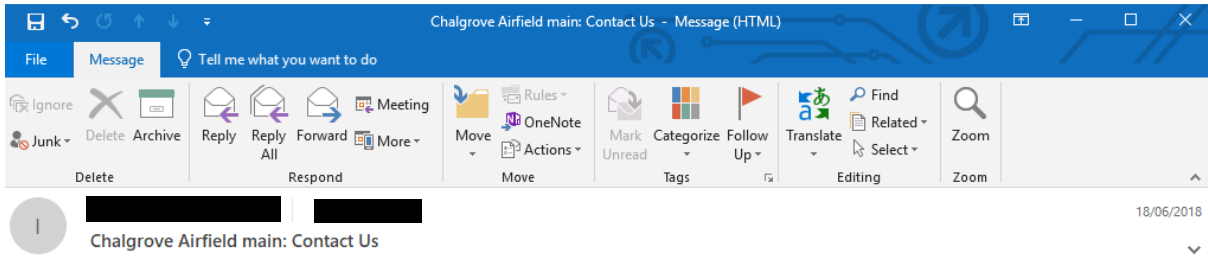 Chalgrove Airfield main: Contact Us - Message (HTML)
File Message Tell me what you want to do
Ignore
Junk
Delete
Archive
Delete
Reply
Reply All
Forward
Meeting
More
Respond
Move
Rules
OneNote
Actions
Move
Mark Unread
Categorize
Follow Up
Tags
Translate
Find
Related
Select
Editing
Zoom
Zoom
I
18/06/2018
Chalgrove Airfield main: Contact Us